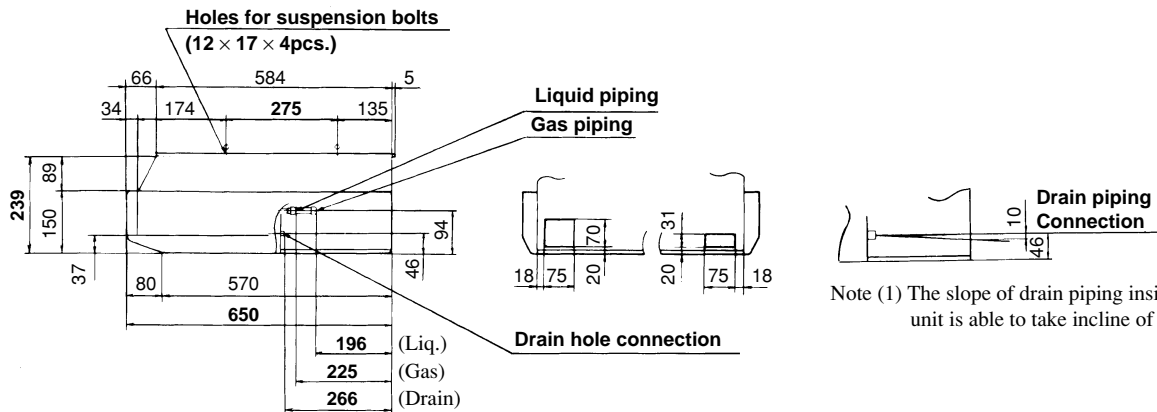 Holes for suspension bolts
(12 × 17 × 4pcs.)
66 584 5
34 174 275 135
Liquid piping
Gas piping
239
89
150
37
94
46
80 570
650
196 (Liq.)
225 (Gas)
266 (Drain)
Drain hole connection
70
20
31
20
18 75 75 18
Drain piping
Connection
10
46
Note (1) The slope of drain piping insi
unit is able to take incline of